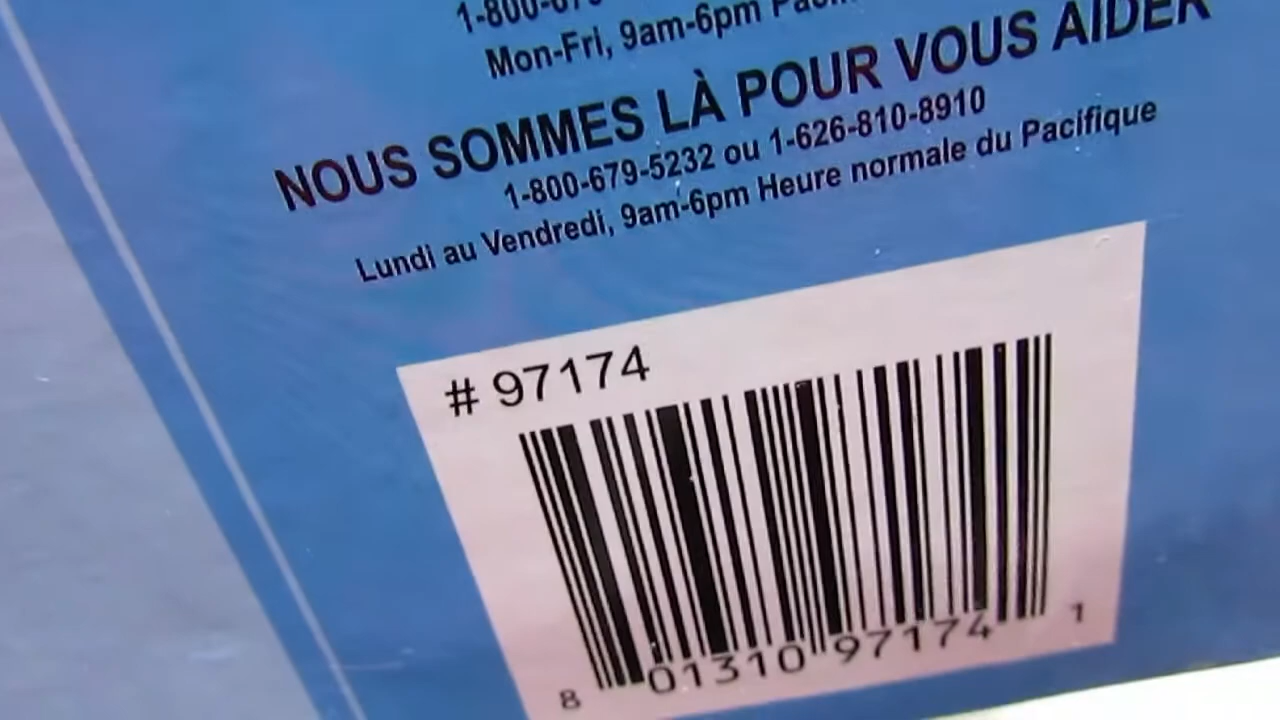 Mon-Fri, 9am-6pm
NOUS SOMMES LÀ POUR VOUS AIDER
1-800-679-5232 ou 1-626-810-8910
Lundi au Vendredi, 9am-6pm Heure normale du Pacifique
# 97174
8 01310 97174 1